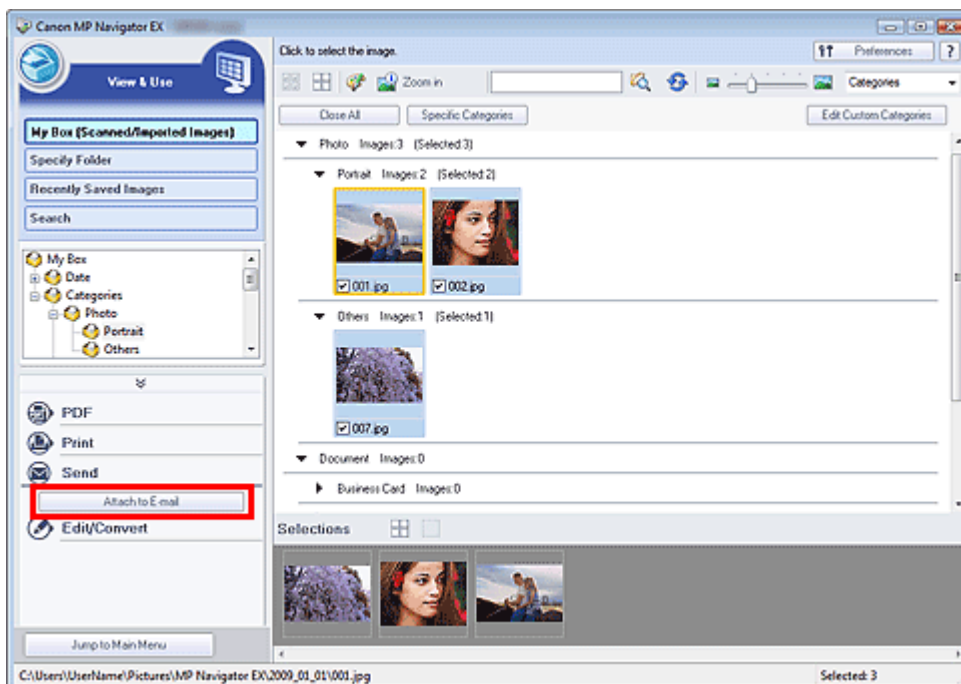 Canon MP Navigator EX
View & Use
My Box (Scanned/Imported Images)
Specify Folder
Recently Saved Images
Search
My Box
Date
Categories
Photo
Portrait
Others
PDF
Print
Send
Attach to E-mail
Edit/Convert
Jump to Main Menu
Click to select the image.
Preferences
?
Zoom in
Categories
Close All
Specific Categories
Edit Custom Categories
Photo Images:3 (Selected:3)
Portrait Images:2 (Selected:2)
001.jpg
002.jpg
Others Images:1 (Selected:1)
007.jpg
Document Images:0
Business Card Images:0
Selections
C:\Users\UserName\Pictures\MP Navigator EX\2009_01_01\001.jpg
Selected: 3